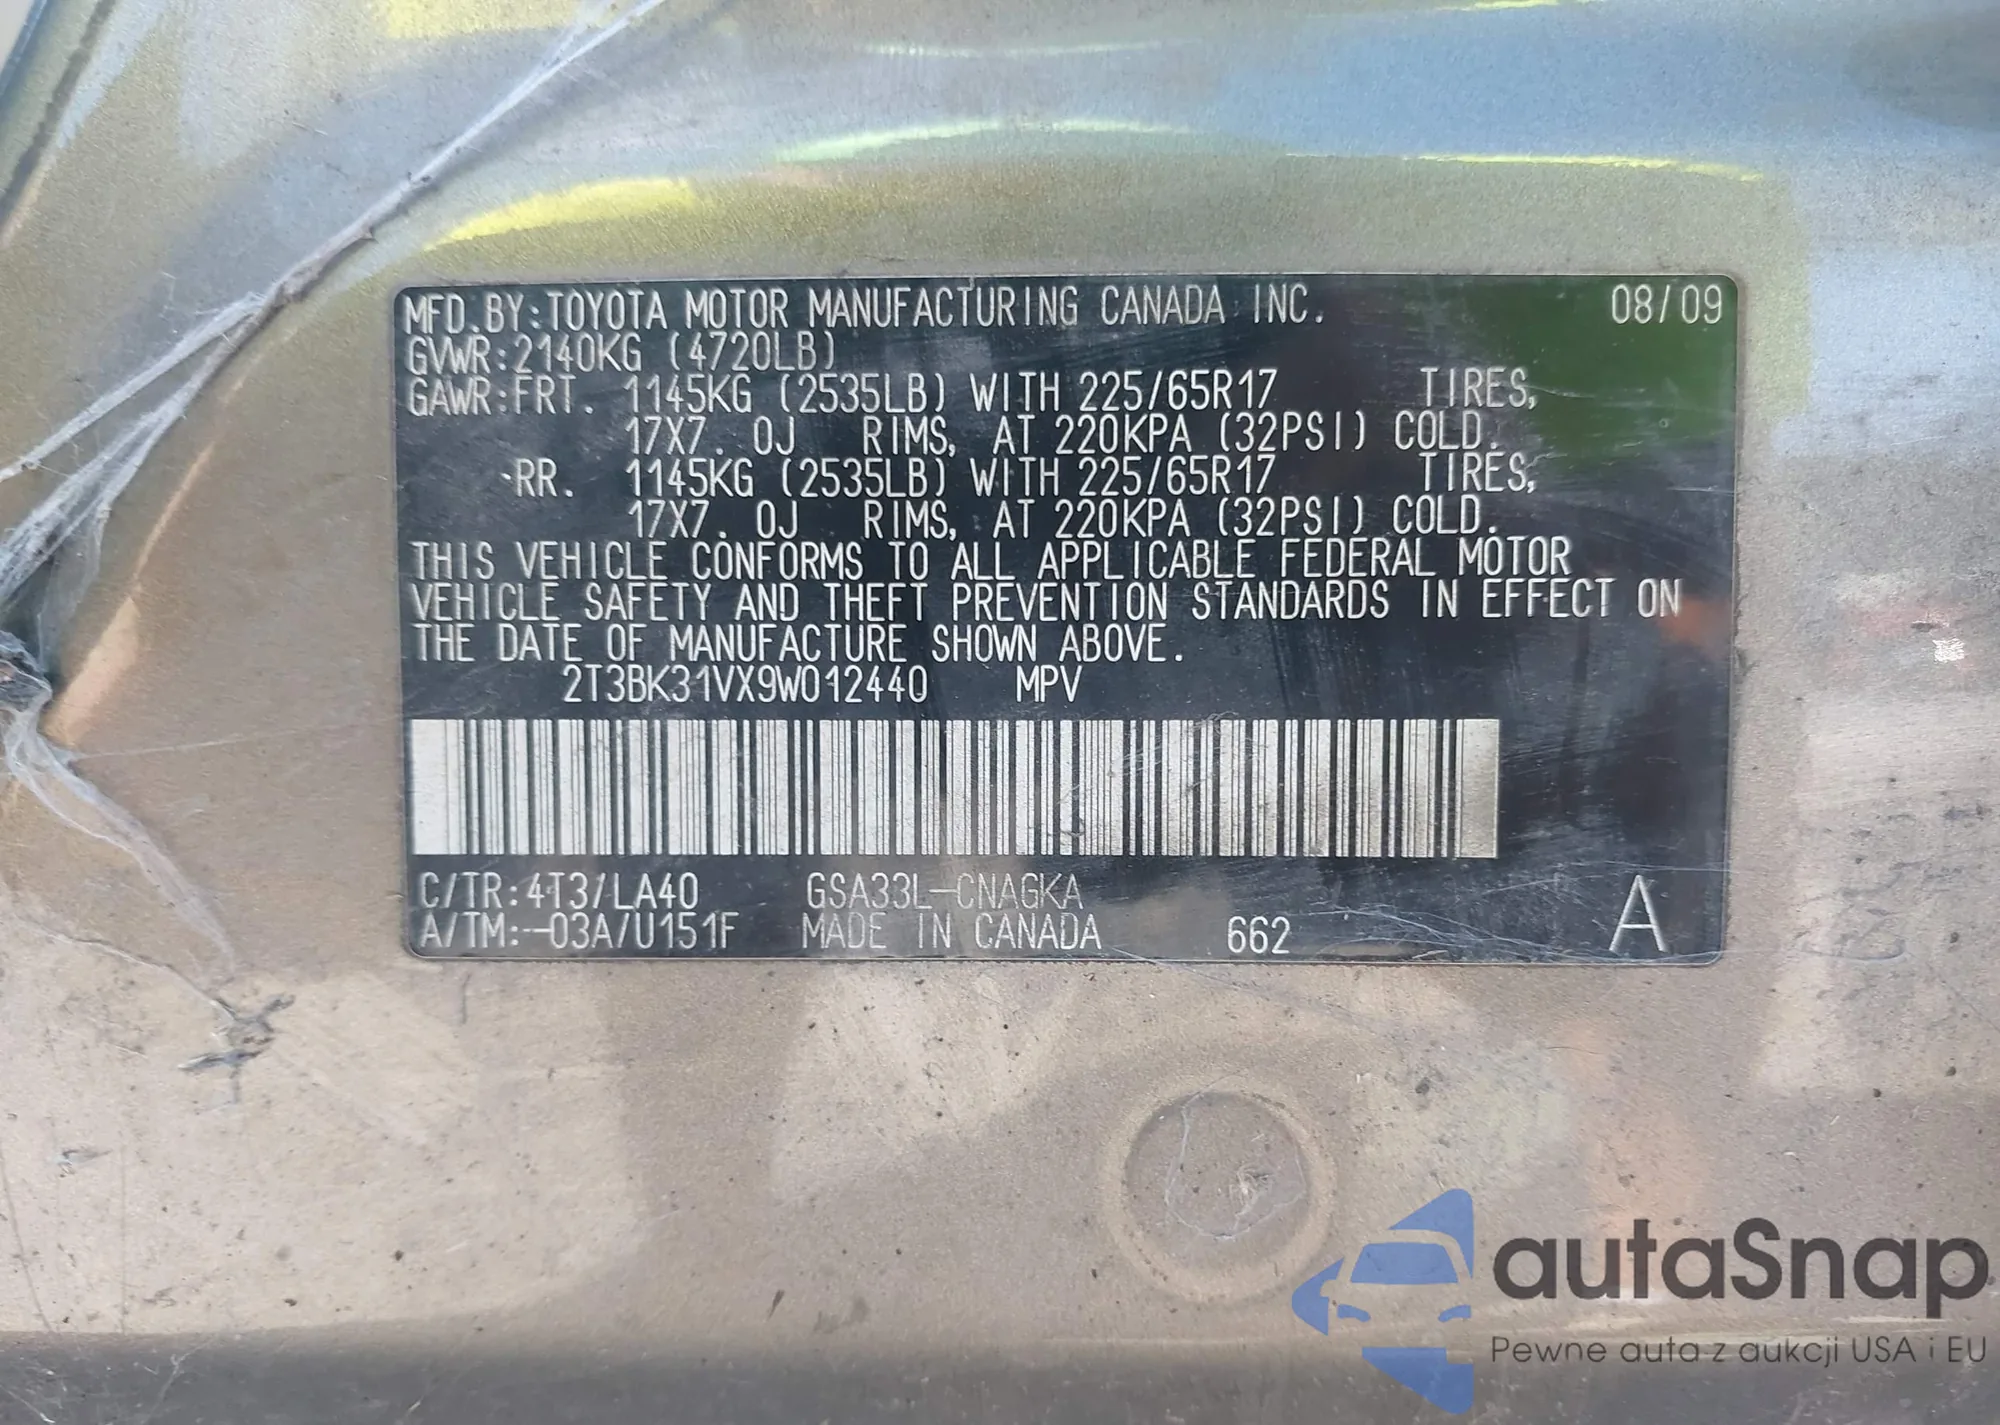 MFD.BY:TOYOTA MOTOR MANUFACTURING CANADA INC. 08/09
GVWR:2140KG (4720LB)
GAWR:FRT. 1145KG (2535LB) WITH 225/65R17 TIRES,
17X7.0J RIMS, AT 220KPA (32PSI) COLD.
RR. 1145KG (2535LB) WITH 225/65R17 TIRES,
17X7.0J RIMS, AT 220KPA (32PSI) COLD.
THIS VEHICLE CONFORMS TO ALL APPLICABLE FEDERAL MOTOR
VEHICLE SAFETY AND THEFT PREVENTION STANDARDS IN EFFECT ON
THE DATE OF MANUFACTURE SHOWN ABOVE.
2T3BK31VX9W012440 MPV
C/TR:4T3/LA40 GSA33L-CNAGKA
A/TM:-03A/U151F MADE IN CANADA 662 A
autaSnap
Pewne auta z aukcji USA i EU